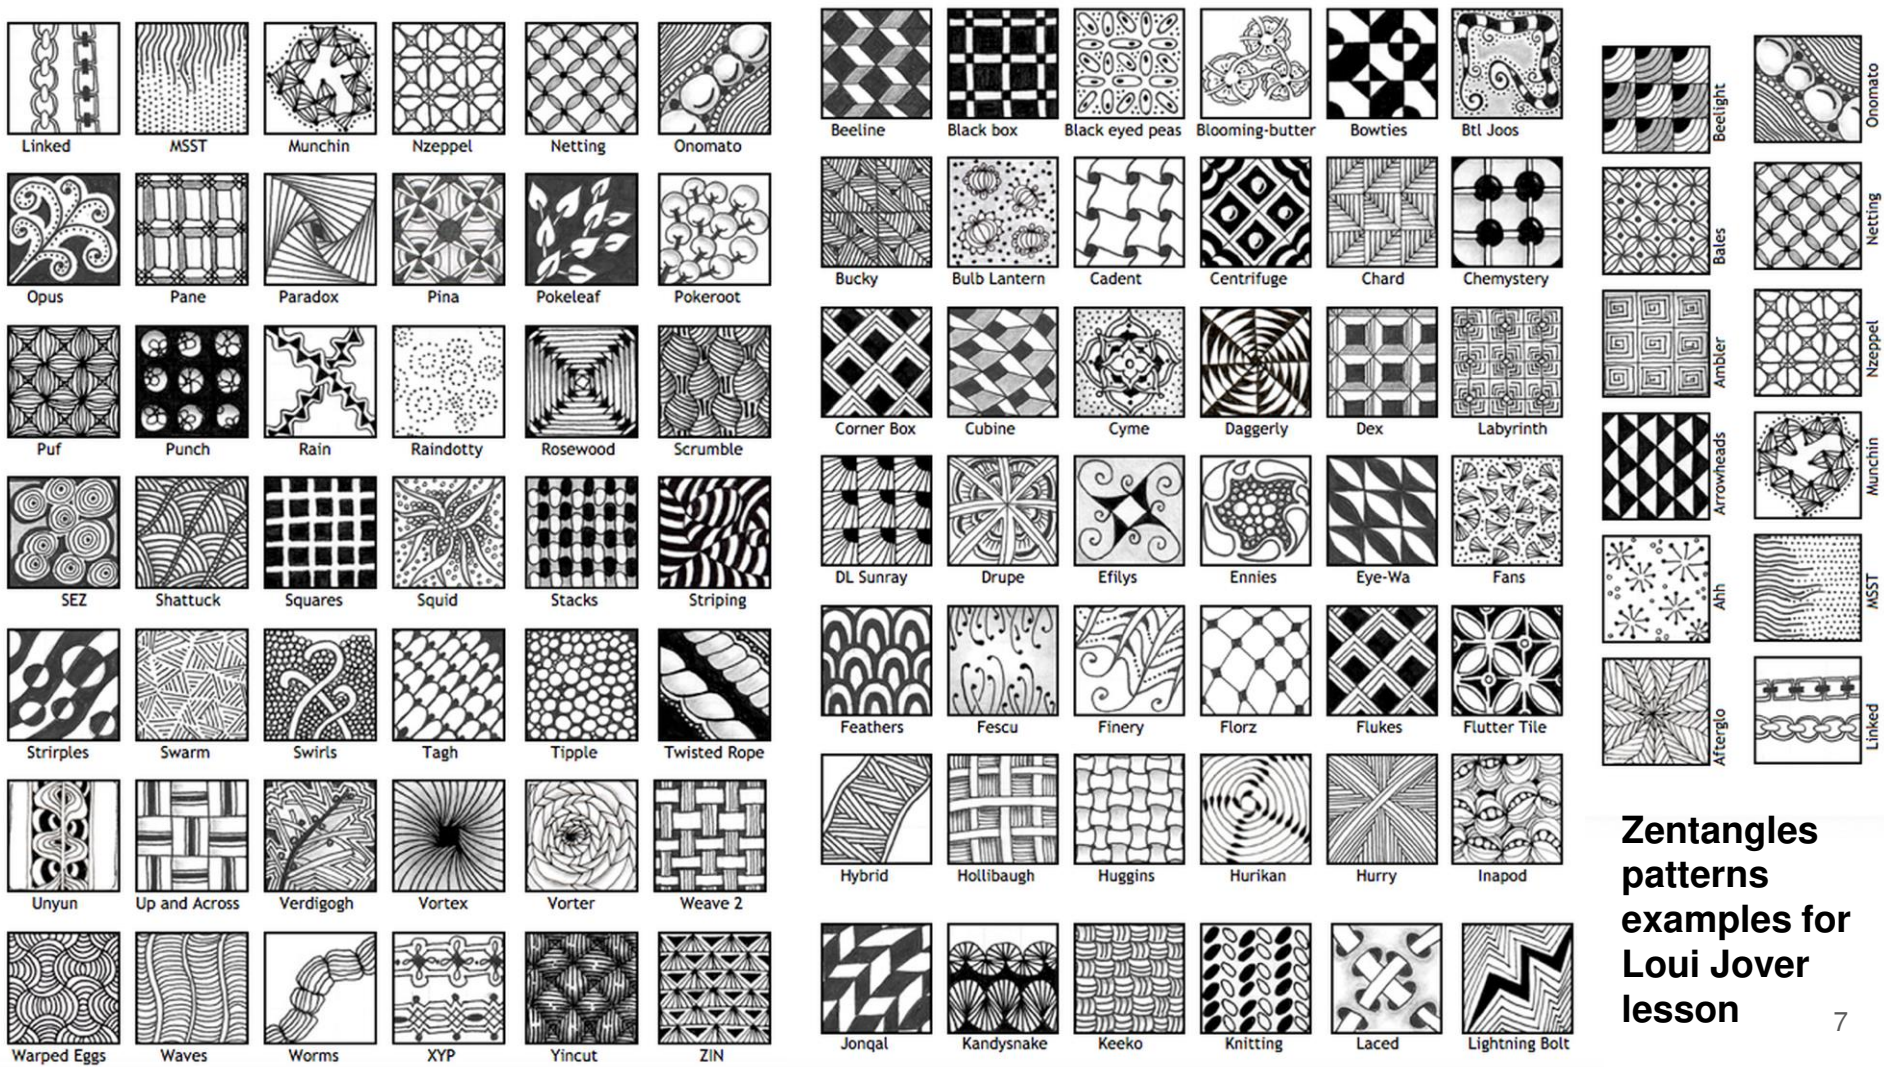 Linked MSST Munchin Nzeppel Netting Onomato
Opus Pane Paradox Pina Pokeleaf Pokeroot
Puf Punch Rain Raindotty Rosewood Scrumble
SEZ Shattuck Squares Squid Stacks Striping
Strirples Swarm Swirls Tagh Tipple Twisted Rope
Unyun Up and Across Verdigogh Vortex Vorter Weave 2
Warped Eggs Waves Worms XYP Yincut ZIN
Beeline Black box Black eyed peas Blooming-butter Bowties Btl Joos
Bucky Bulb Lantern Cadent Centrifuge Chard Chemystery
Corner Box Cubine Cyme Daggerly Dex Labyrinth
DL Sunray Drupe Efilys Ennies Eye-Wa Fans
Feathers Fescu Finery Florz Flukes Flutter Tile
Hybrid Hollibaugh Huggins Hurikan Hurry Inapod
Jonqal Kandysnake Keeko Knitting Laced Lightning Bolt
Beelight
Bales
Ambler
Arrowheads
Ahh
Afterglo
Onomato
Netting
Nzeppel
Munchin
MSST
Linked
Zentangles
patterns
examples for
Loui Jover
lesson
7